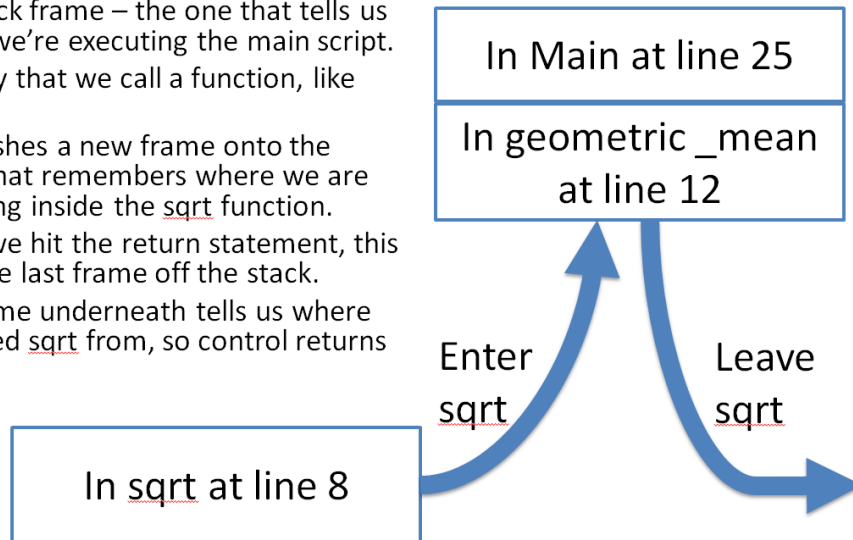 ck frame – the one that tells us
we're executing the main script.
y that we call a function, like
shes a new frame onto the
hat remembers where we are
ng inside the sqrt function.
we hit the return statement, this
e last frame off the stack.
me underneath tells us where
ed sqrt from, so control returns
In Main at line 25
In geometric _mean
at line 12
Enter
sqrt
Leave
sqrt
In sqrt at line 8